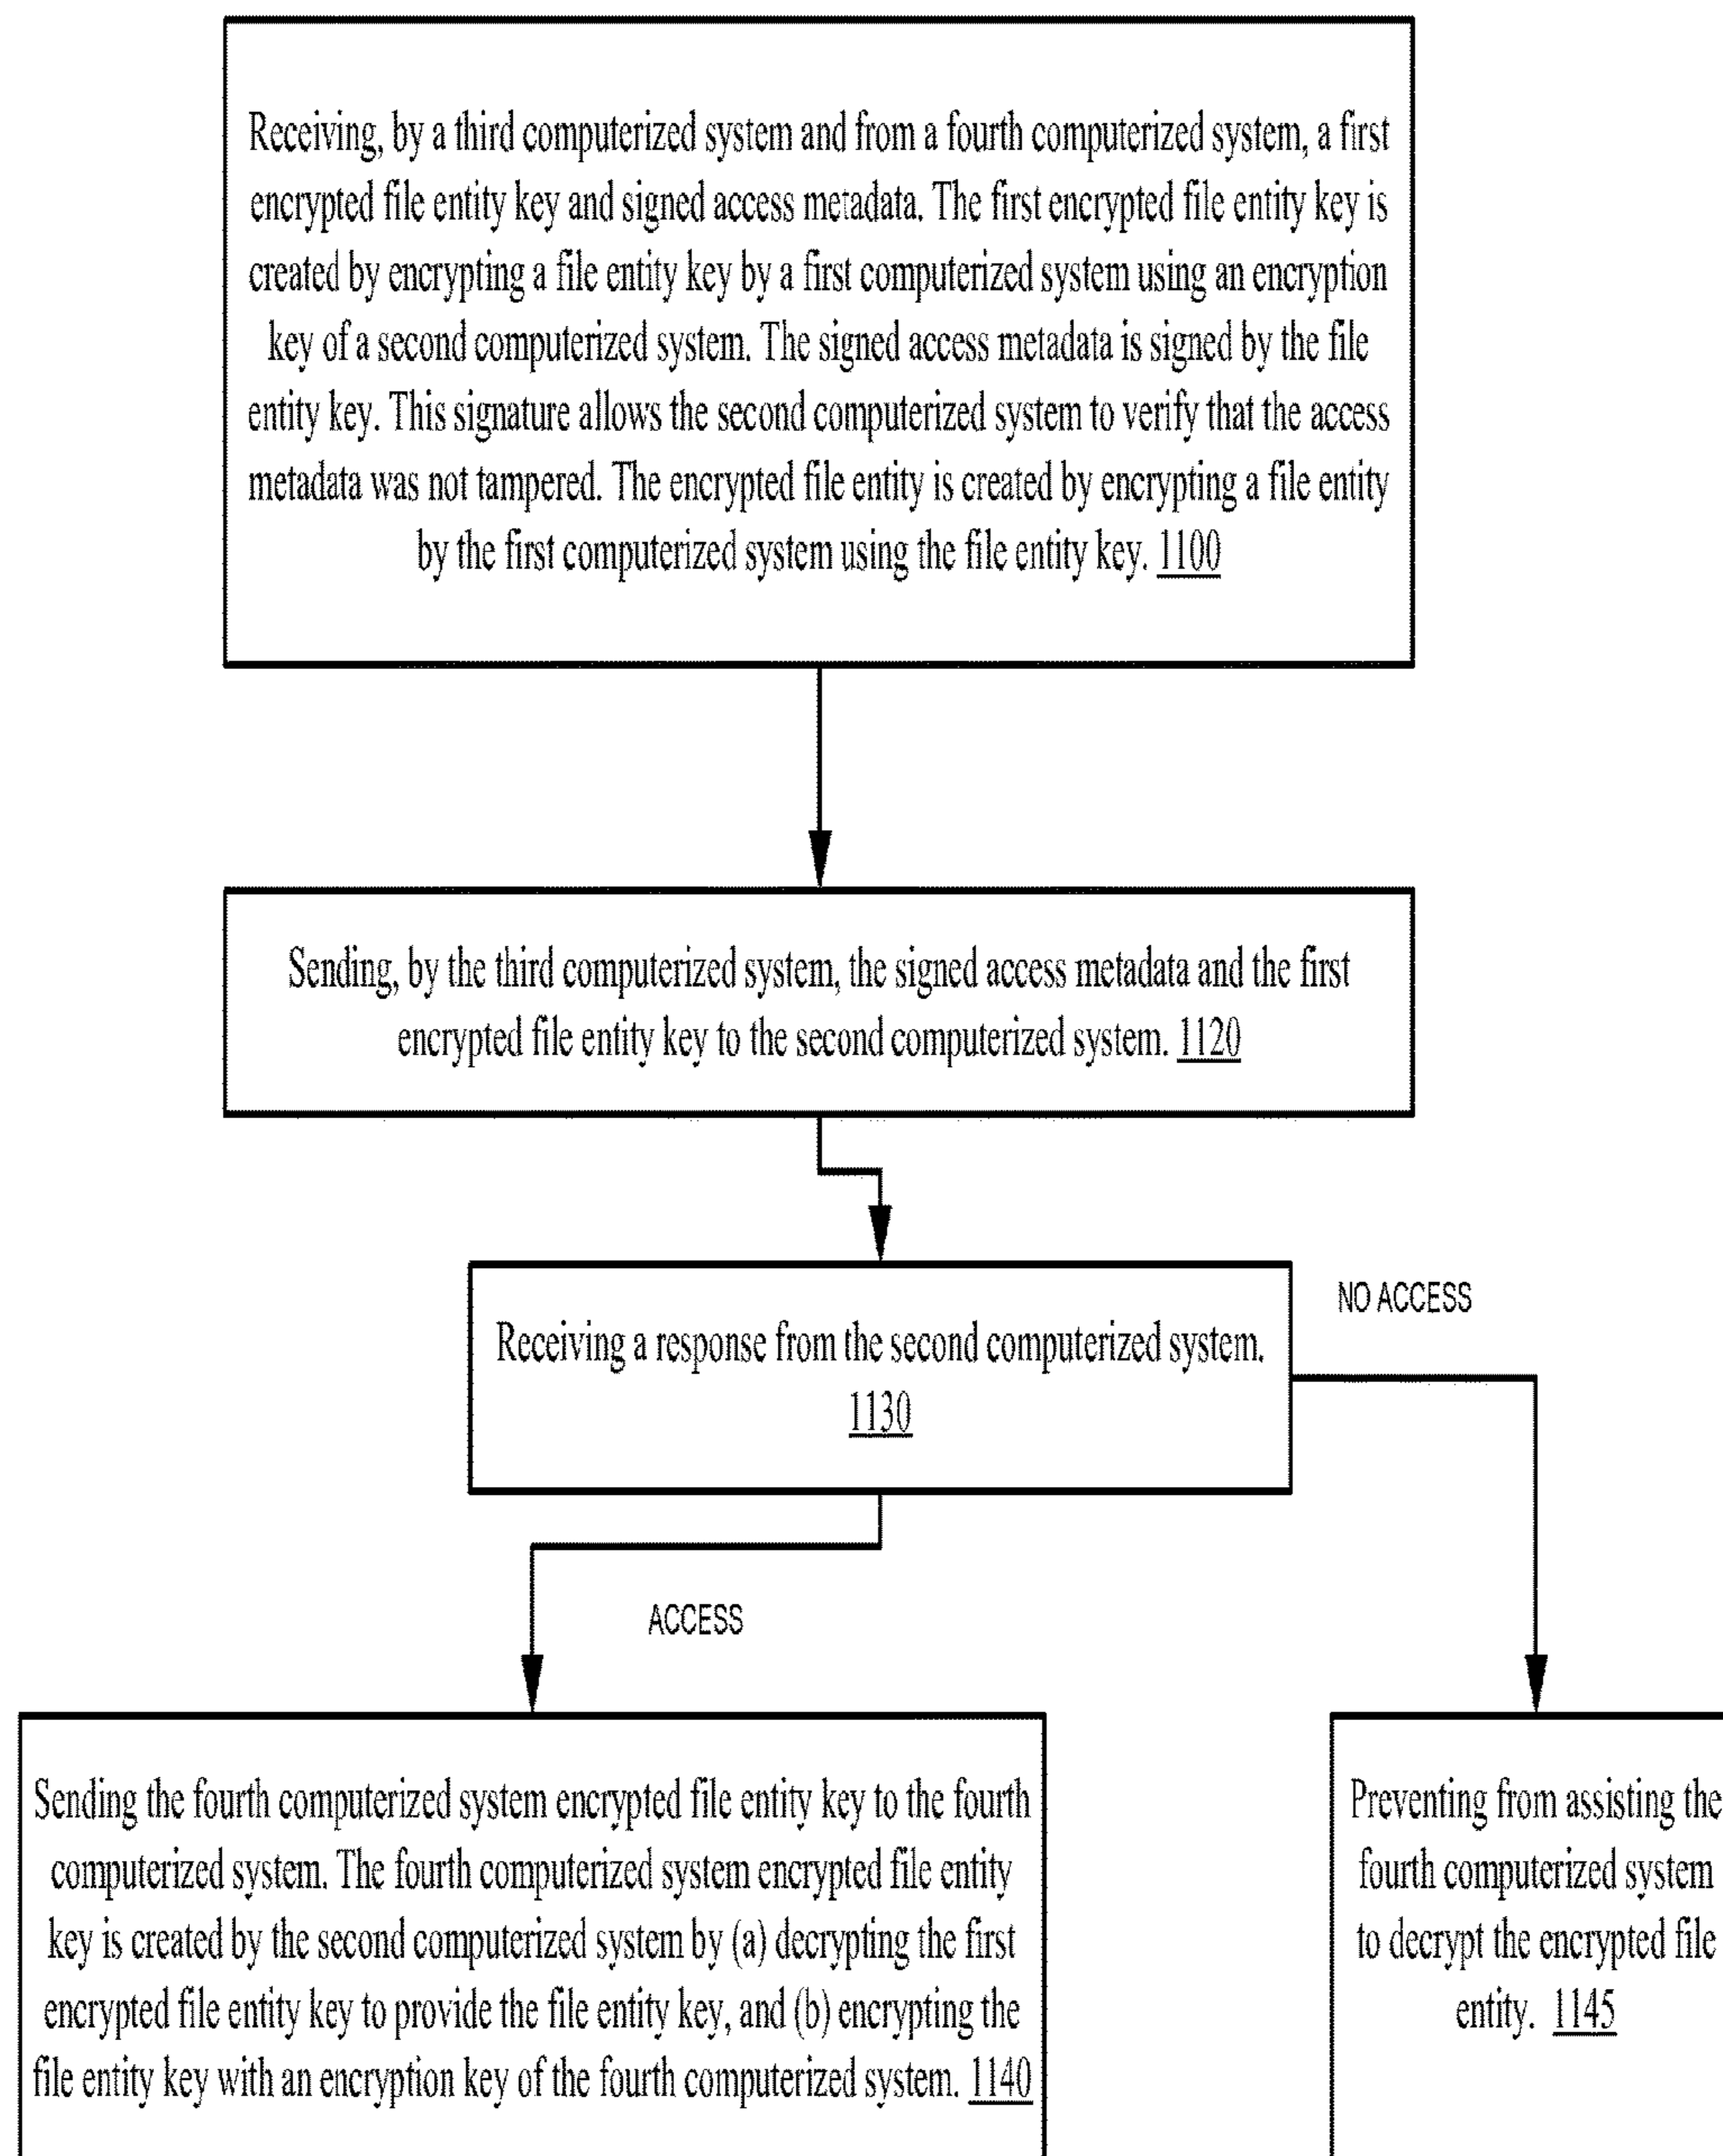 Receiving, by a third computerized system and from a fourth computerized system, a first
encrypted file entity key and signed access metadata. The first encrypted file entity key is
created by encrypting a file entity key by a first computerized system using an encryption
key of a second computerized system. The signed access metadata is signed by the file
entity key. This signature allows the second computerized system to verify that the access
metadata was not tampered. The encrypted file entity is created by encrypting a file entity
by the first computerized system using the file entity key. 1100
Sending, by the third computerized system, the signed access metadata and the first
encrypted file entity key to the second computerized system. 1120
Receiving a response from the second computerized system.
1130
NO ACCESS
ACCESS
Sending the fourth computerized system encrypted file entity key to the fourth
computerized system. The fourth computerized system encrypted file entity
key is created by the second computerized system by (a) decrypting the first
encrypted file entity key to provide the file entity key, and (b) encrypting the
file entity key with an encryption key of the fourth computerized system. 1140
Preventing from assisting the
fourth computerized system
to decrypt the encrypted file
entity. 1145